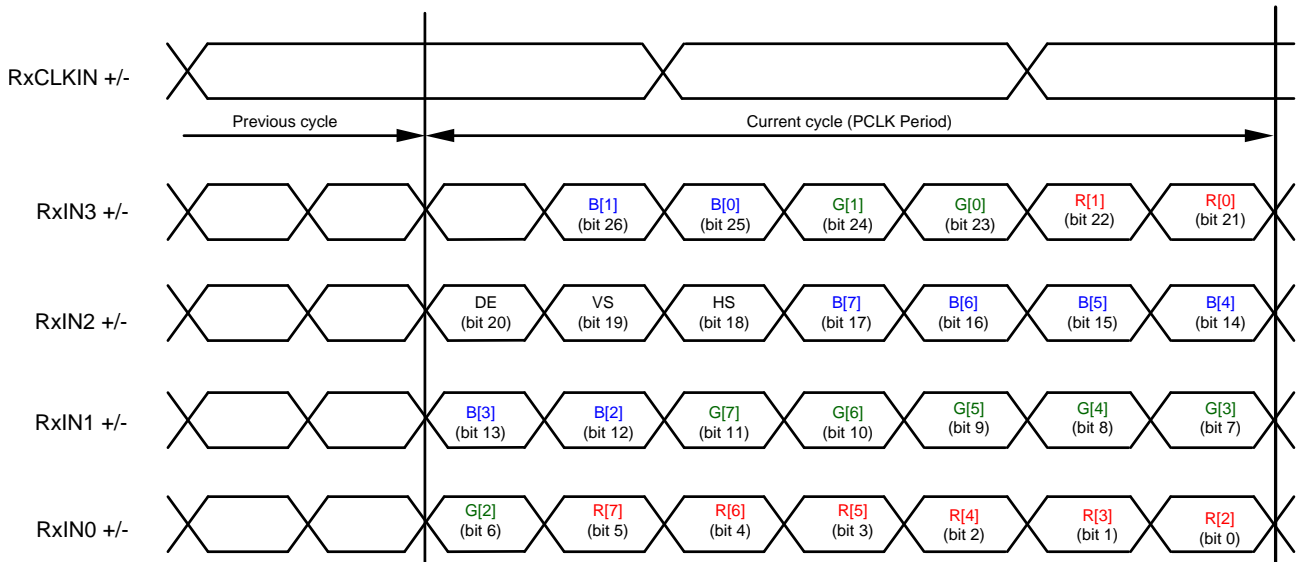 RxCLKIN +/-
Previous cycle
Current cycle (PCLK Period)
RxIN3 +/-
B[1]
(bit 26)
B[0]
(bit 25)
G[1]
(bit 24)
G[0]
(bit 23)
R[1]
(bit 22)
R[0]
(bit 21)
RxIN2 +/-
DE
(bit 20)
VS
(bit 19)
HS
(bit 18)
B[7]
(bit 17)
B[6]
(bit 16)
B[5]
(bit 15)
B[4]
(bit 14)
RxIN1 +/-
B[3]
(bit 13)
B[2]
(bit 12)
G[7]
(bit 11)
G[6]
(bit 10)
G[5]
(bit 9)
G[4]
(bit 8)
G[3]
(bit 7)
RxIN0 +/-
G[2]
(bit 6)
R[7]
(bit 5)
R[6]
(bit 4)
R[5]
(bit 3)
R[4]
(bit 2)
R[3]
(bit 1)
R[2]
(bit 0)